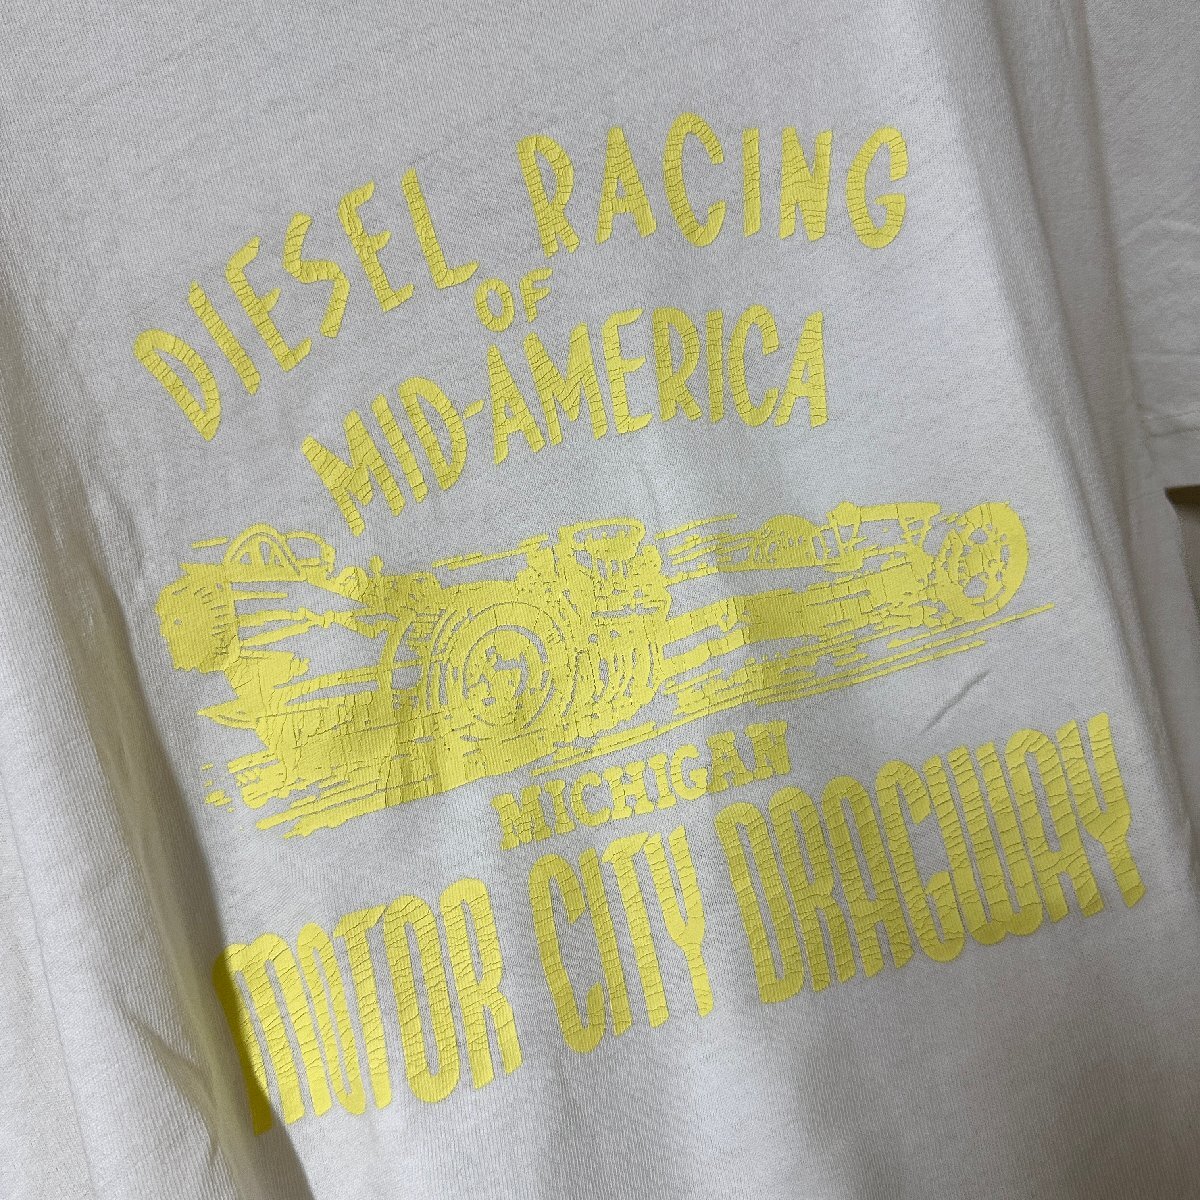 DIESEL RACING
OF
MID-AMERICA
MICHIGAN
MOTOR CITY DRAGWAY